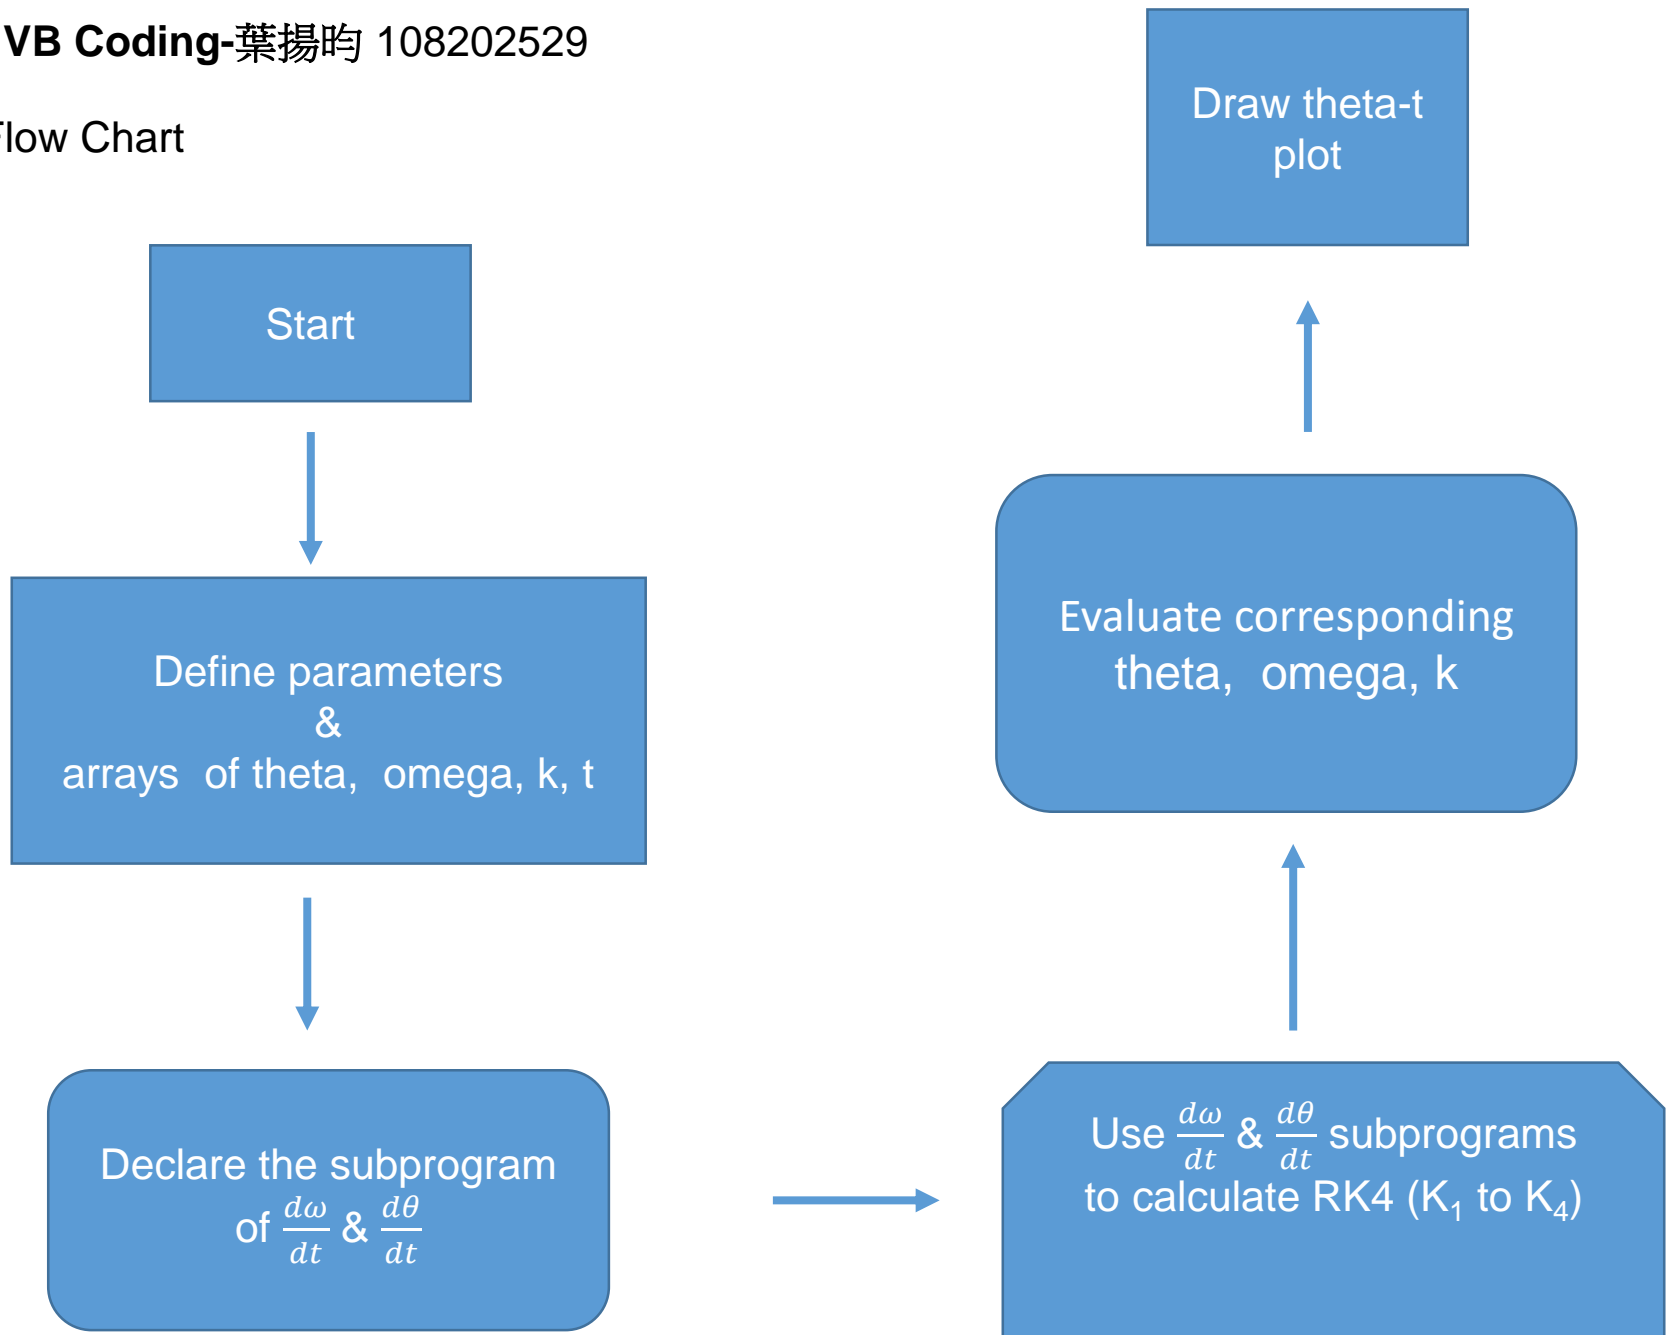 VB Coding-葉揚昀 108202529
Flow Chart
Start
Define parameters
&
arrays of theta, omega, k, t
Declare the subprogram
of dω/dt & dθ/dt
Use dω/dt & dθ/dt subprograms
to calculate RK4 (K₁ to K₄)
Evaluate corresponding
theta, omega, k
Draw theta-t
plot